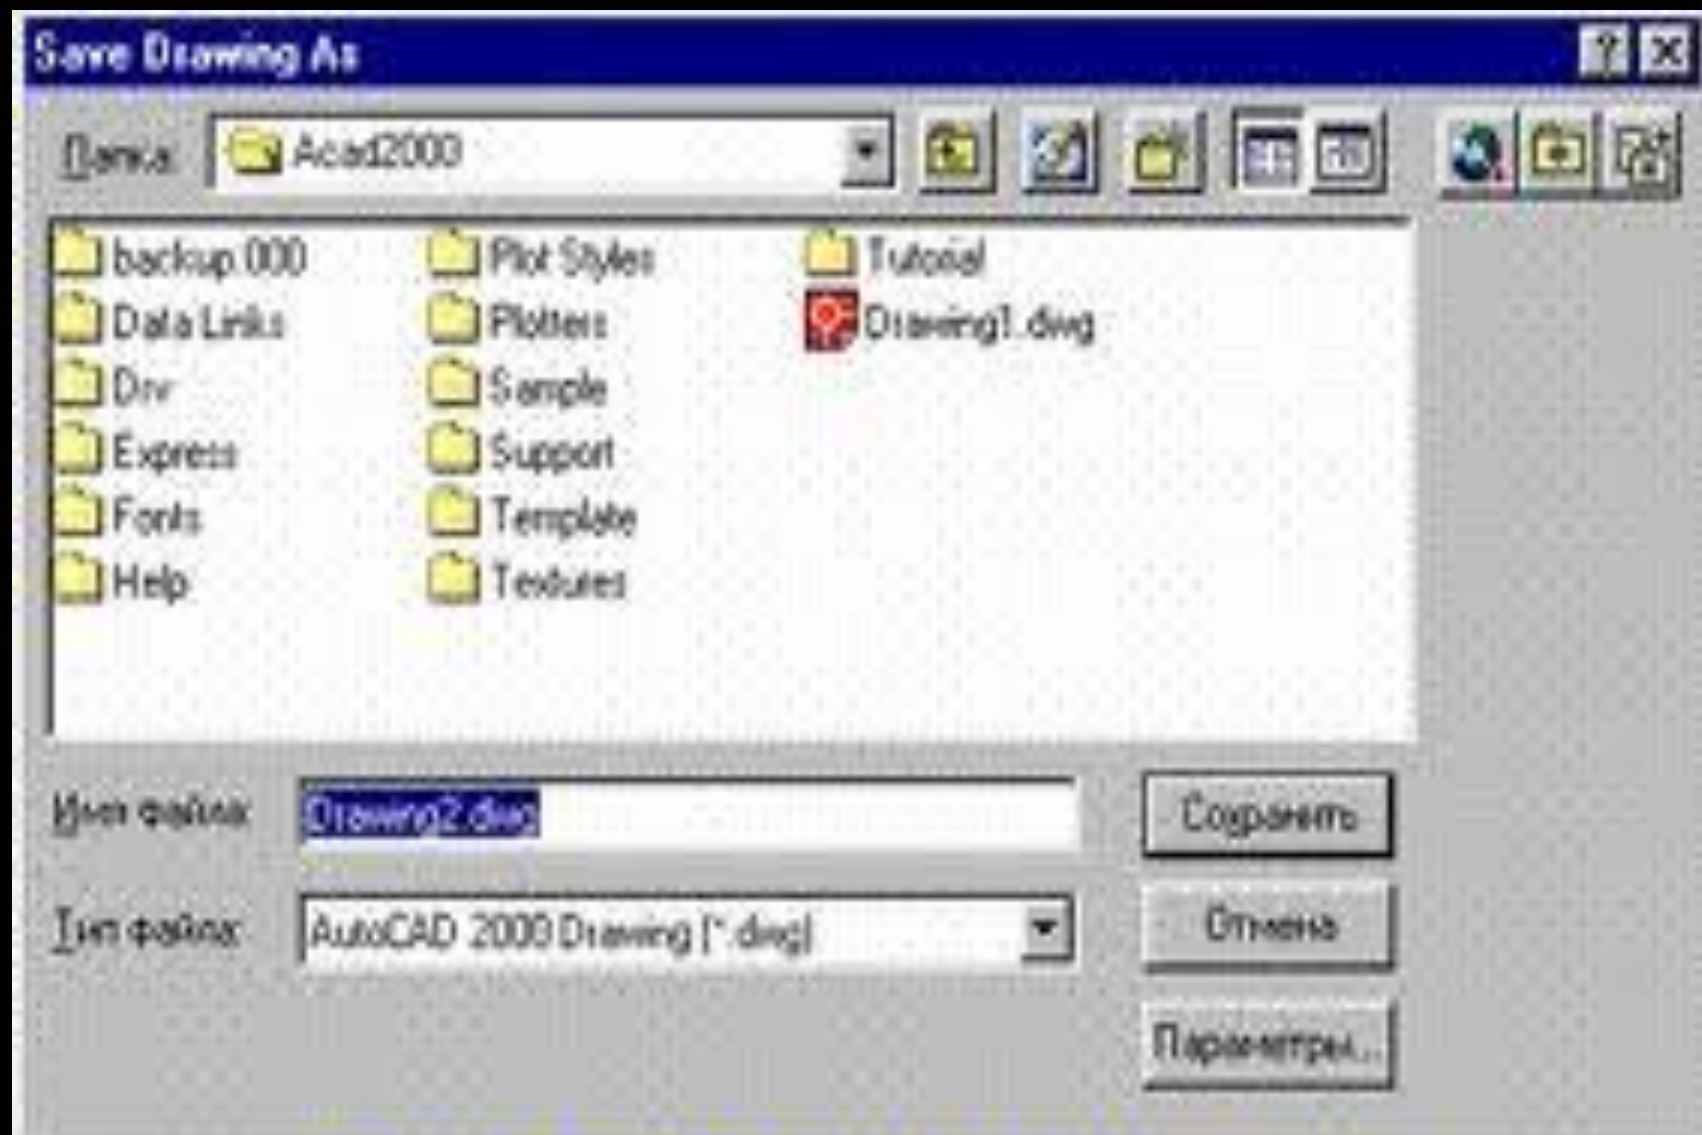 Save Drawing As
Папка: Acad2000
backup.000 Plot Styles Tutorial
Data Links Plotters Drawing1.dwg
Drv Sample
Express Support
Fonts Template
Help Textures
Имя файла: Drawing2.dwg Сохранить
Тип файла: AutoCAD 2000 Drawing (*.dwg) Отмена
Параметры...